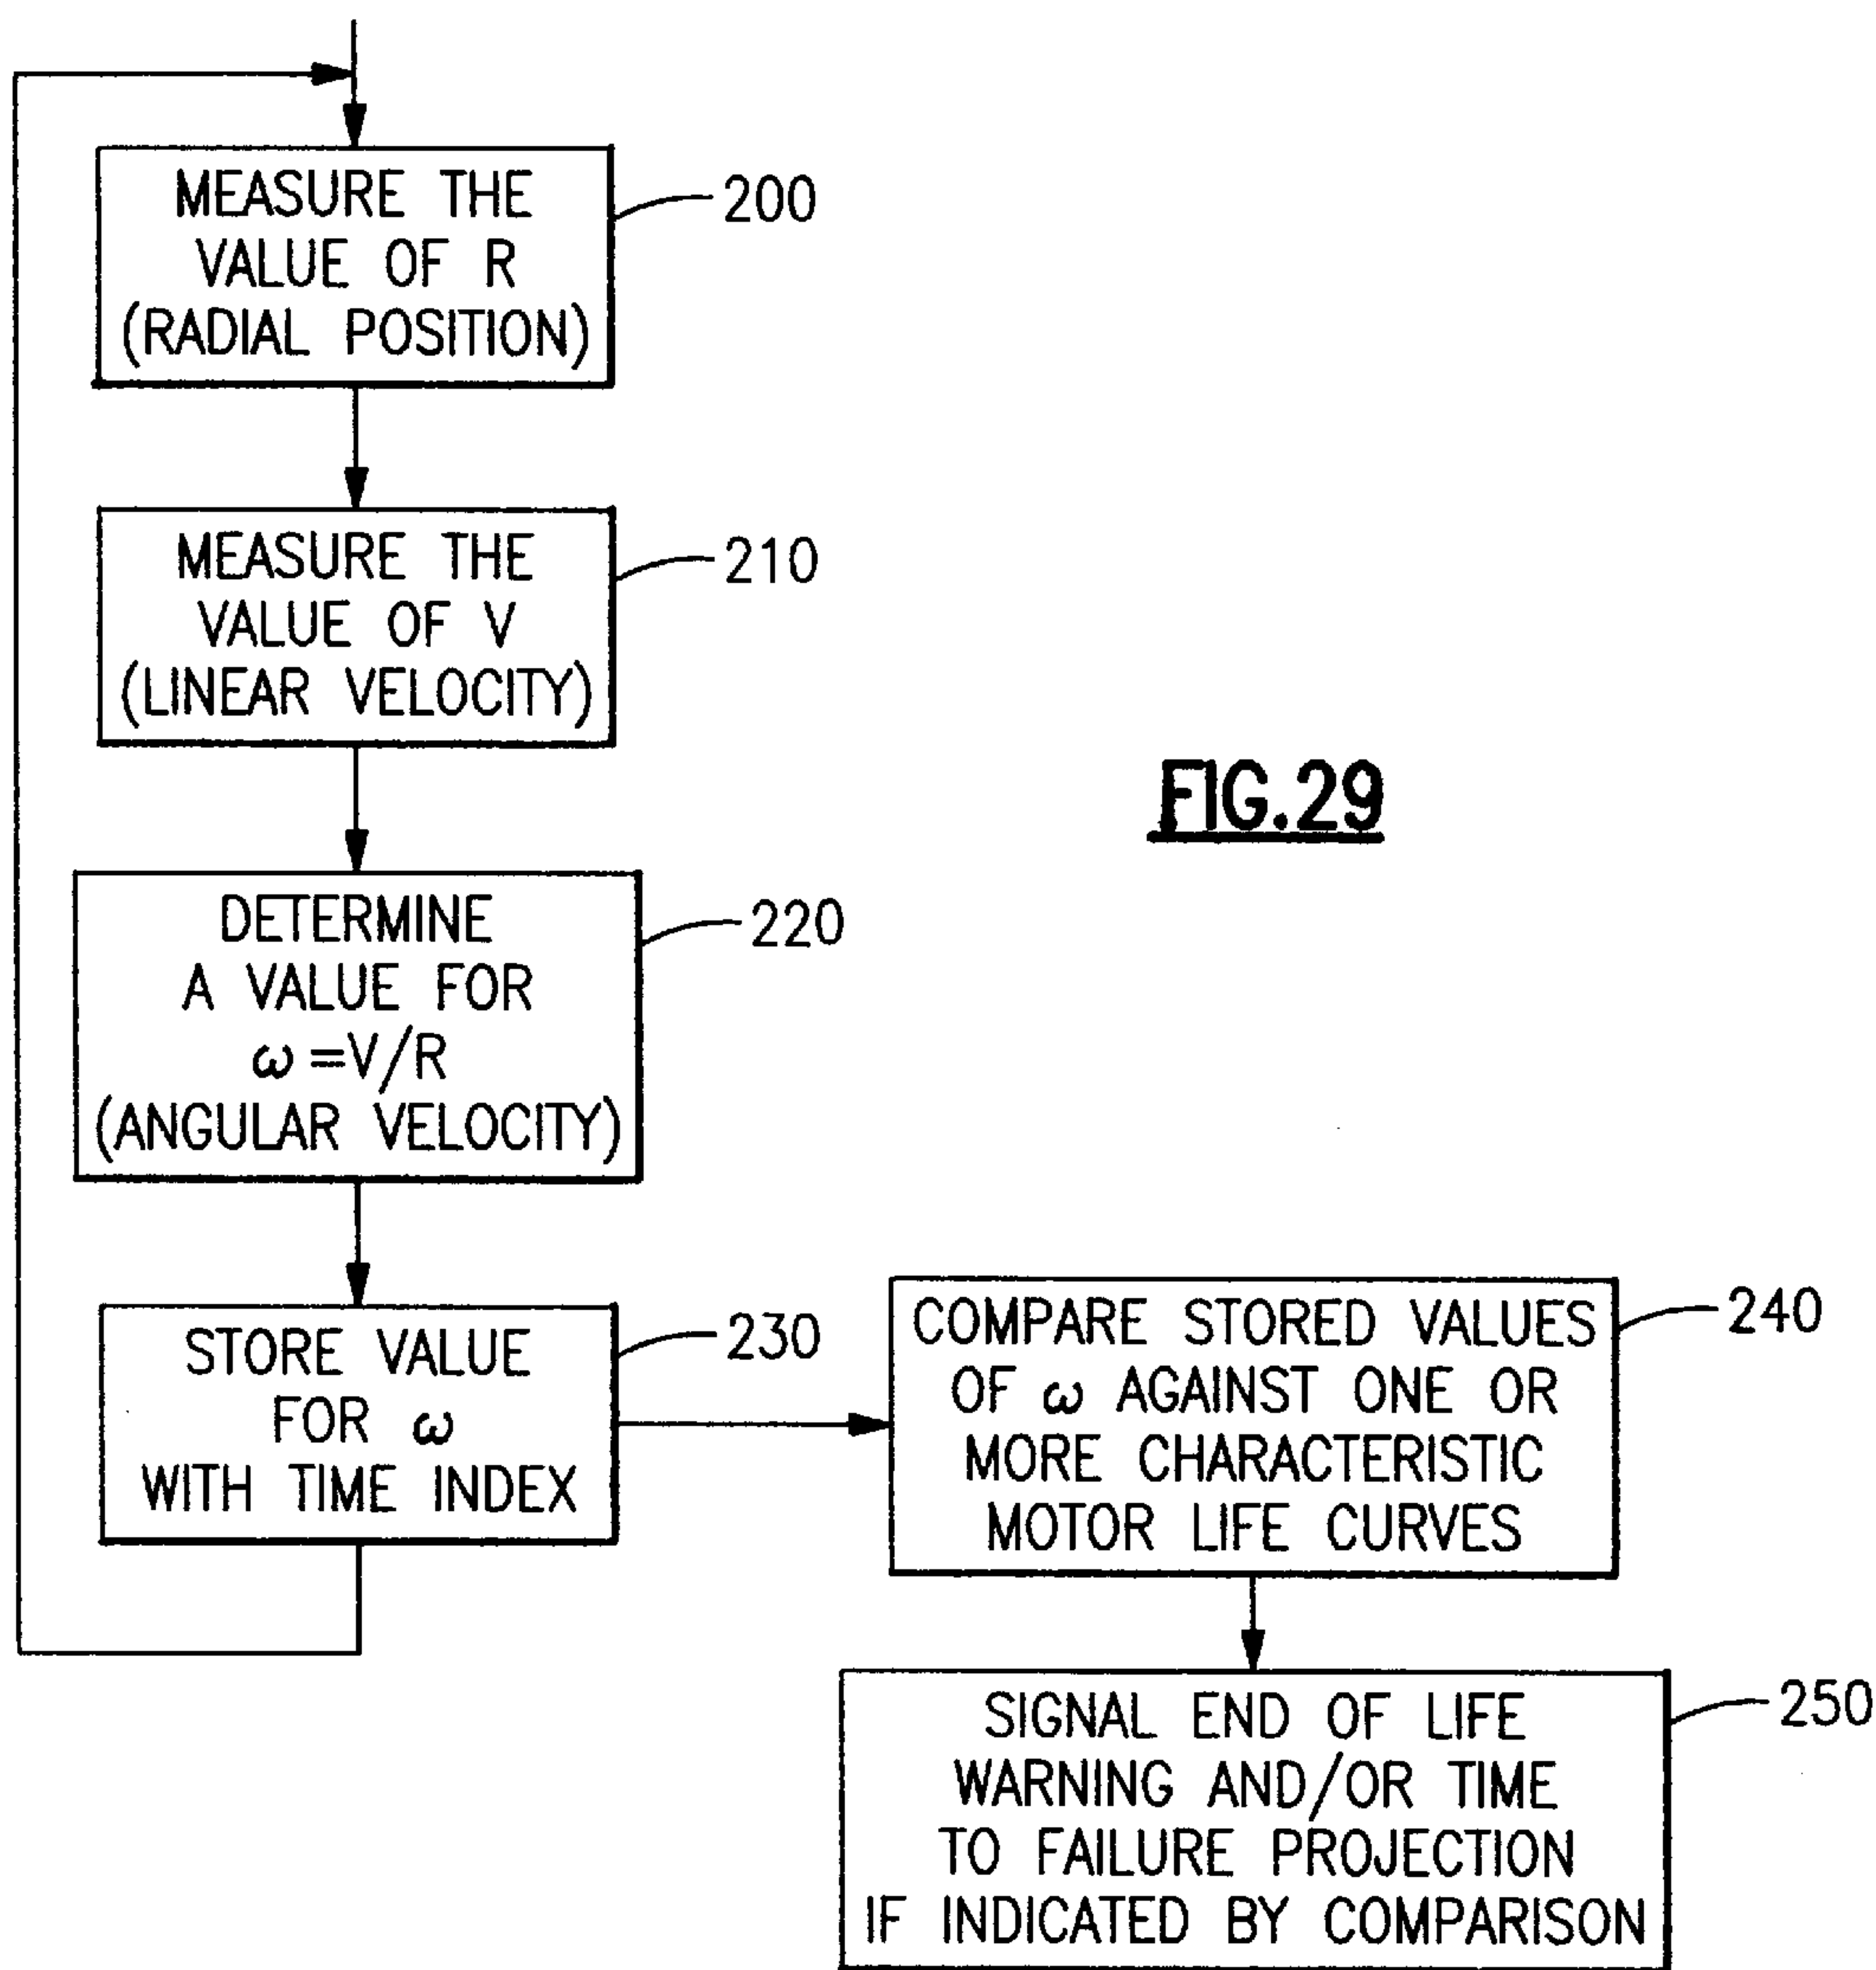 MEASURE THE
VALUE OF R
(RADIAL POSITION)
200
MEASURE THE
VALUE OF V
(LINEAR VELOCITY)
210
FIG.29
DETERMINE
A VALUE FOR
ω=V/R
(ANGULAR VELOCITY)
220
STORE VALUE
FOR ω
WITH TIME INDEX
230
COMPARE STORED VALUES
OF ω AGAINST ONE OR
MORE CHARACTERISTIC
MOTOR LIFE CURVES
240
SIGNAL END OF LIFE
WARNING AND/OR TIME
TO FAILURE PROJECTION
IF INDICATED BY COMPARISON
250